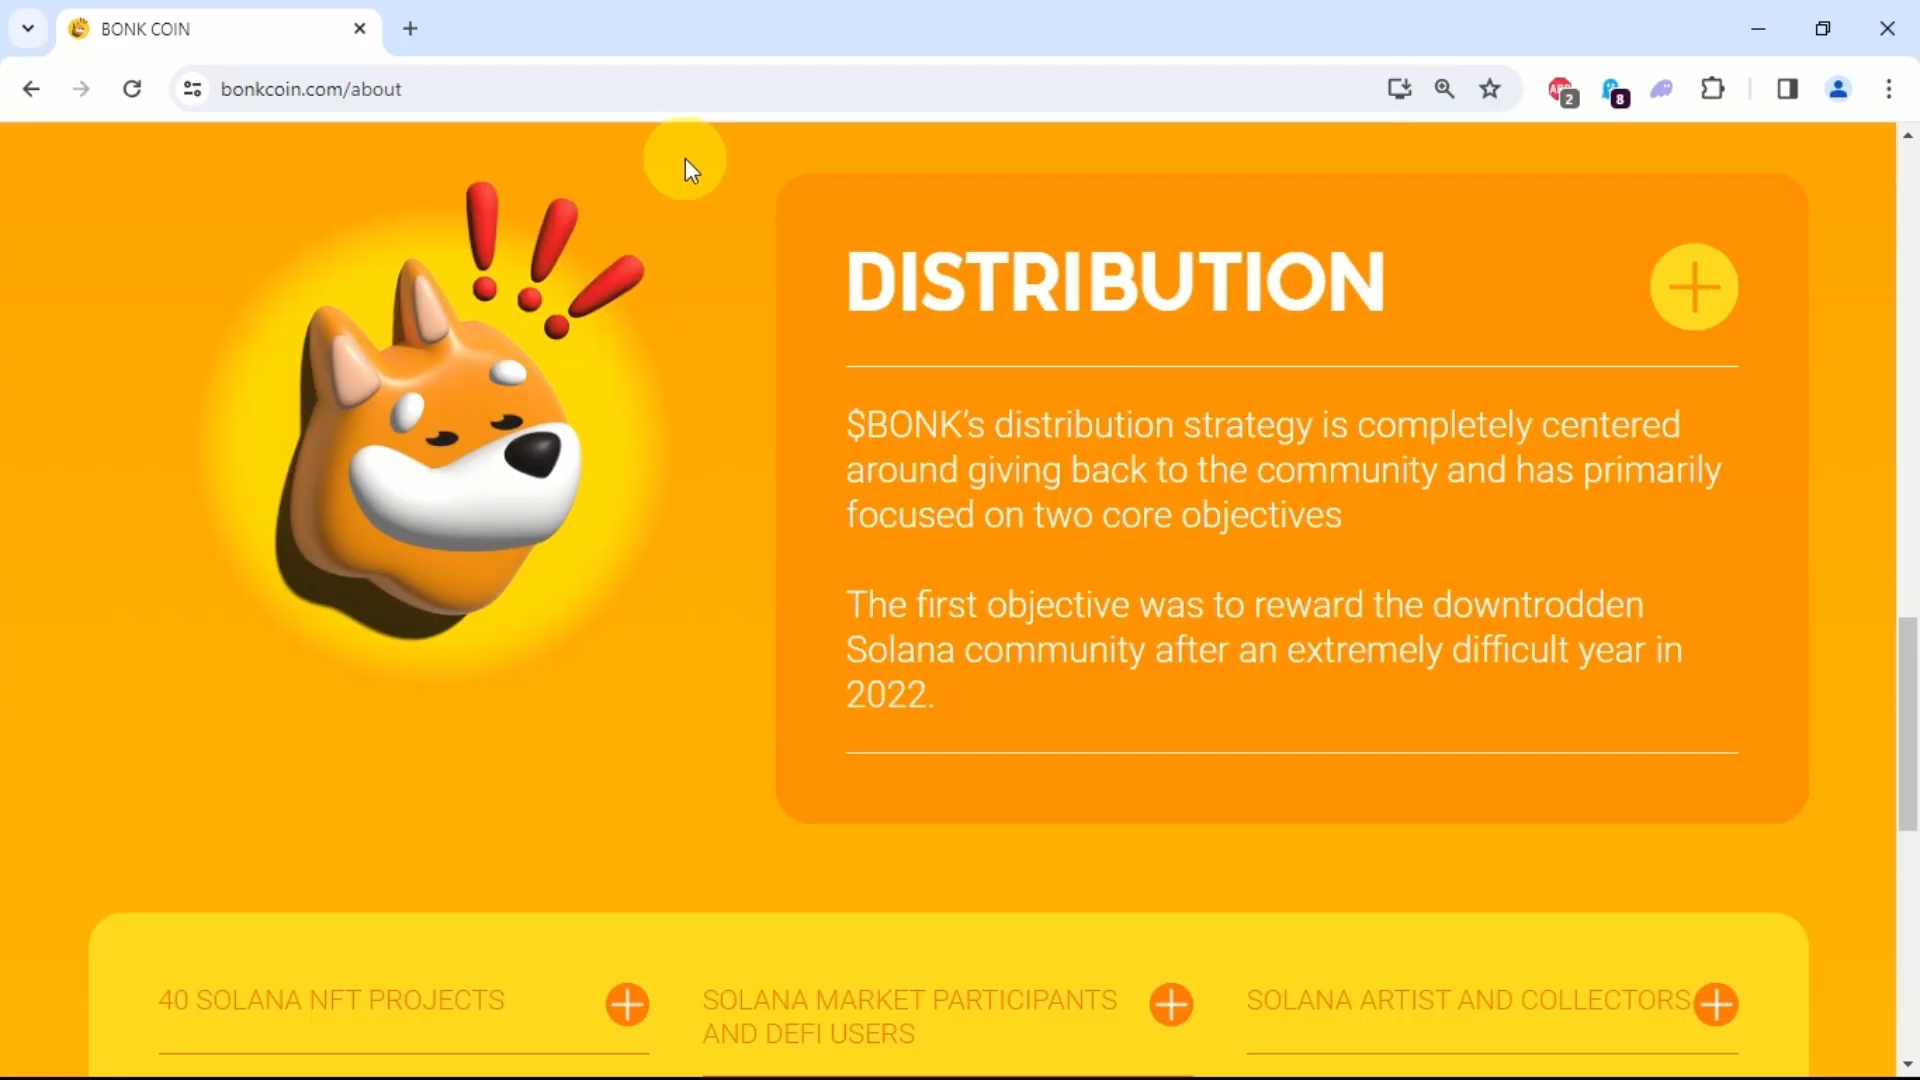 BONK COIN
bonkcoin.com/about
ABP
2
8
DISTRIBUTION
$BONK’s distribution strategy is completely centered
around giving back to the community and has primarily
focused on two core objectives
The first objective was to reward the downtrodden
Solana community after an extremely difficult year in
2022.
40 SOLANA NFT PROJECTS
SOLANA MARKET PARTICIPANTS
AND DEFI USERS
SOLANA ARTIST AND COLLECTORS